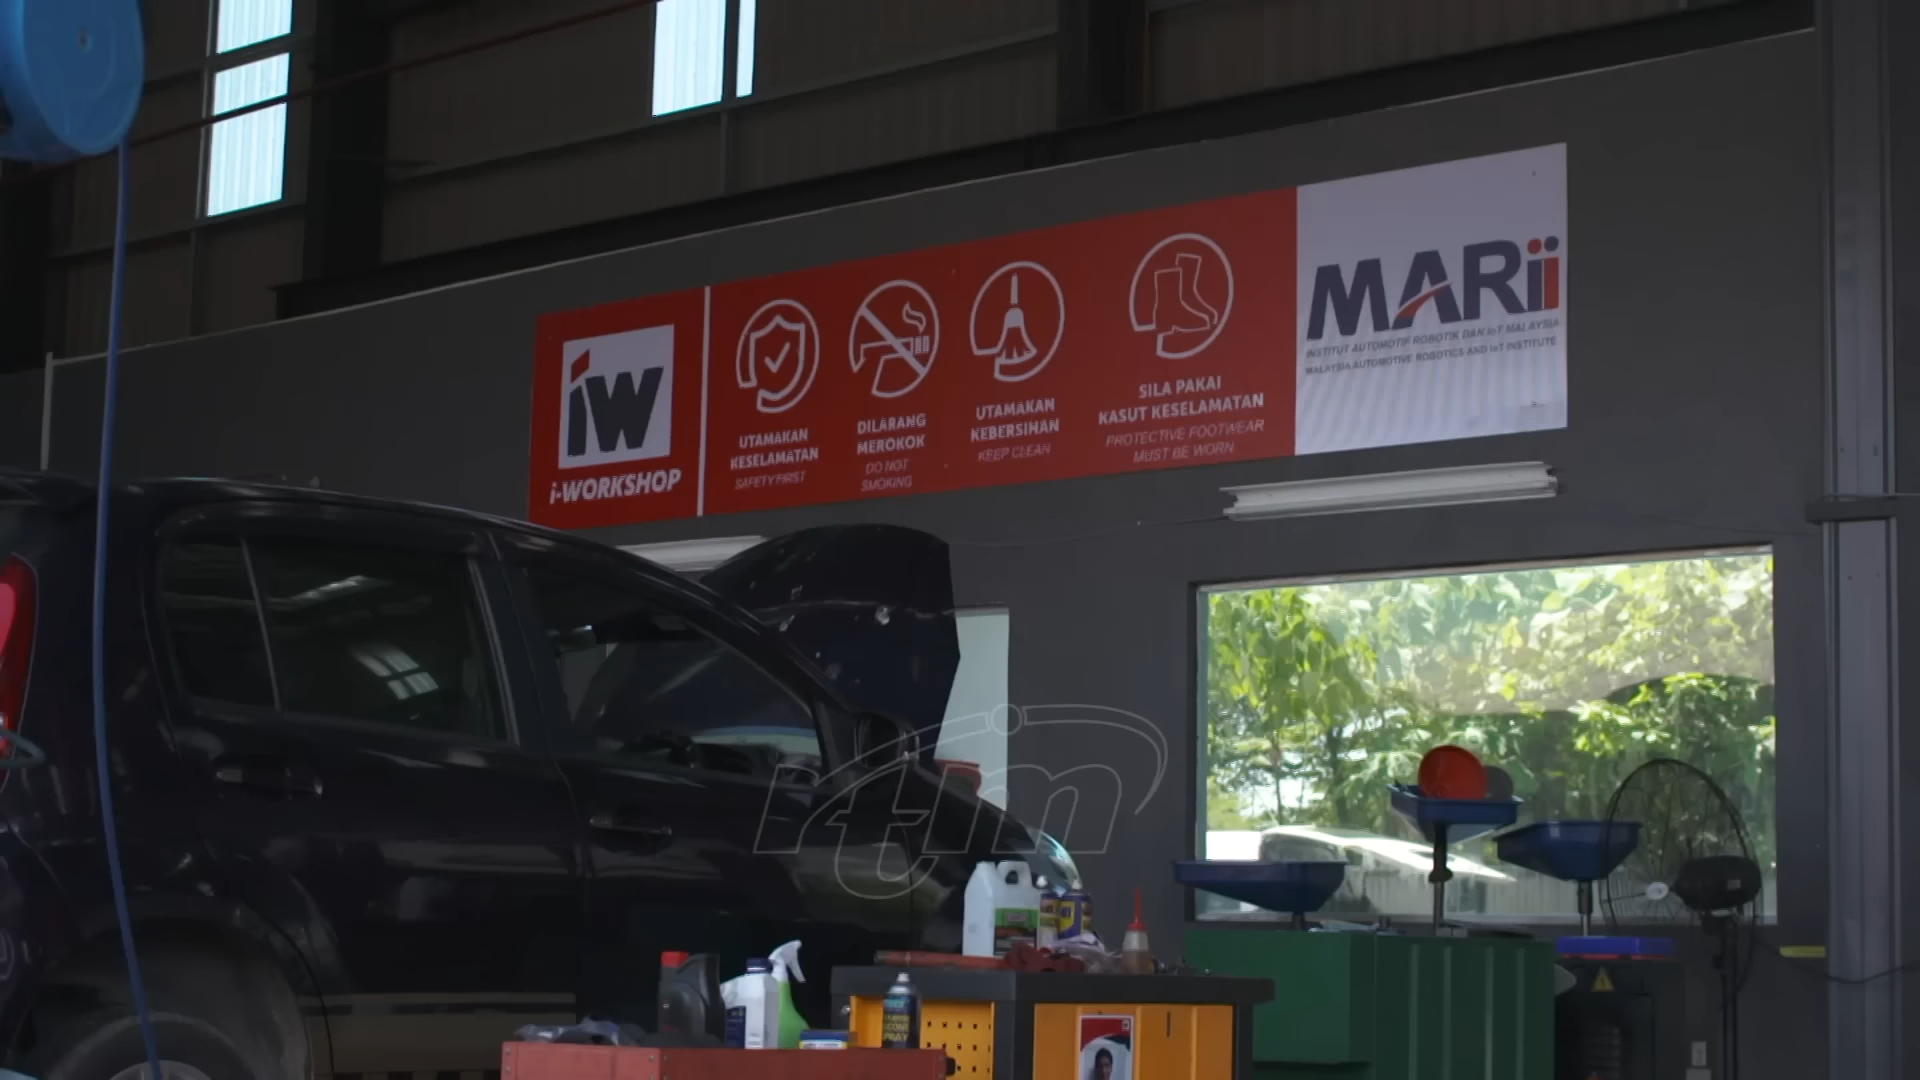 iw
i-WORKSHOP
UTAMAKAN
KESELAMATAN
SAFETY FIRST
DILARANG
MEROKOK
DO NOT
SMOKING
UTAMAKAN
KEBERSIHAN
KEEP CLEAN
SILA PAKAI
KASUT KESELAMATAN
PROTECTIVE FOOTWEAR
MUST BE WORN
MARii
INSTITUT AUTOMOTIF ROBOTIK DAN IoT MALAYSIA
MALAYSIA AUTOMOTIVE ROBOTICS AND IoT INSTITUTE
rtm